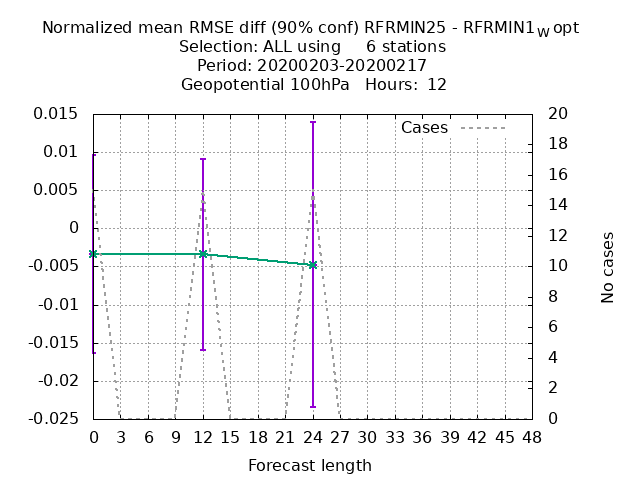 Normalized mean RMSE diff (90% conf) RFRMIN25 - RFRMIN1wopt
Selection: ALL using     6 stations
Period: 20200203-20200217
Geopotential 100hPa   Hours:  12
0.015
0.01
0.005
0
-0.005
-0.01
-0.015
-0.02
-0.025
Cases
20
18
16
14
12
10
8
6
4
2
0
No cases
0 3 6 9 12 15 18 21 24 27 30 33 36 39 42 45 48
Forecast length